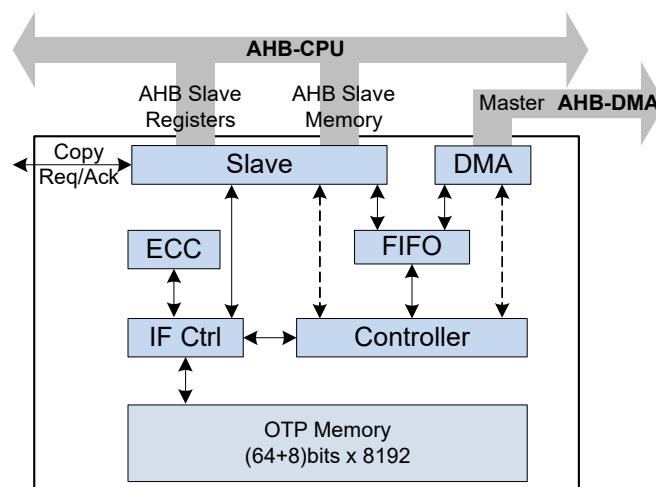 AHB-CPU
AHB Slave
Registers
AHB Slave
Memory
Master AHB-DMA
Copy
Req/Ack
Slave
DMA
ECC
FIFO
IF Ctrl
Controller
OTP Memory
(64+8)bits x 8192